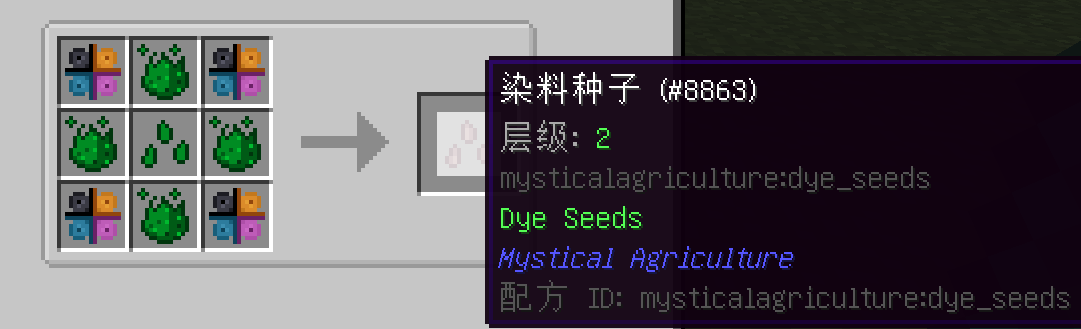 染料种子 (#8863)
层级: 2
mysticalagriculture:dye_seeds
Dye Seeds
Mystical Agriculture
配方 ID: mysticalagriculture:dye_seeds